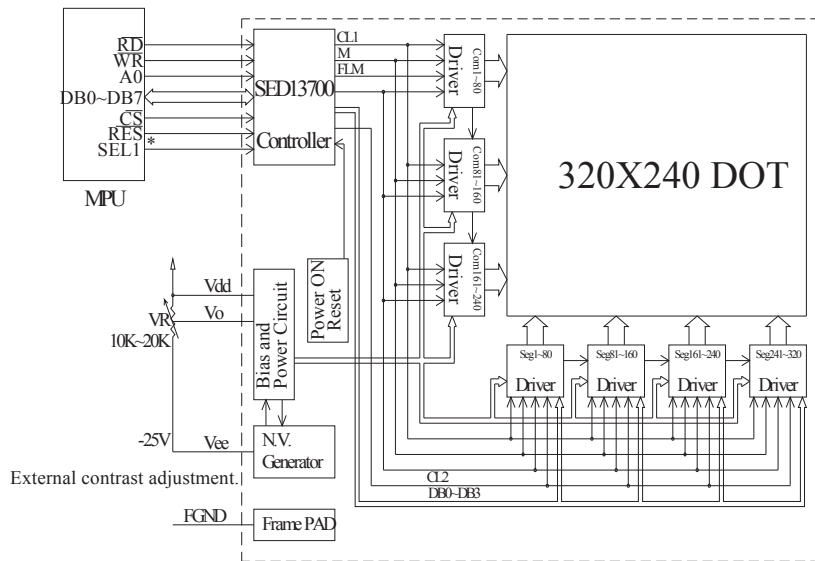 RD
WR
A0
DB0~DB7
CS
RES
*
SEL1
MPU
SED13700
Controller
CL1
M
FLM
Driver
Com1~80
Driver
Com81~160
Driver
Com161~240
320X240 DOT
Power ON
Reset
Vdd
Vo
VR
10K~20K
Bias and
Power Circuit
-25V
Vee
N.V.
Generator
External contrast adjustment.
FGND
Frame PAD
Seg1~80
Driver
Seg81~160
Driver
Seg161~240
Driver
Seg241~320
Driver
CL2
DB0~DB3